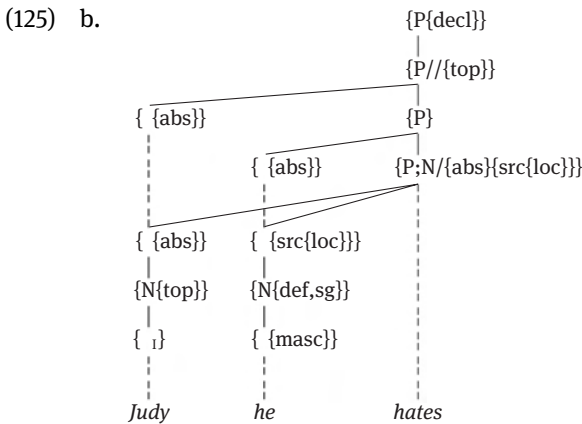 (125) b. {P{decl}}
{P//{top}}
{ {abs}} {P}
{ {abs}} {P;N/{abs}{src{loc}}}
{ {abs}} { {src{loc}}}
{N{top}} {N{def,sg}}
{ I} { {masc}}
Judy he hates